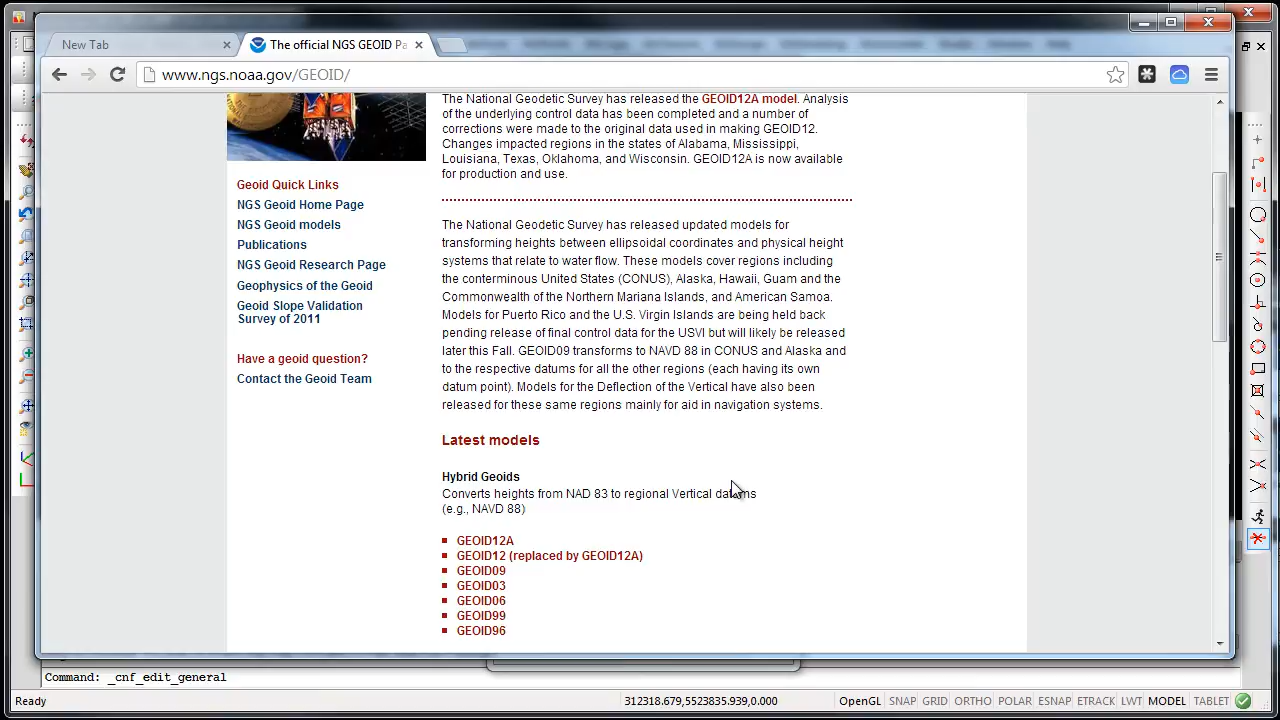 New Tab
The official NGS GEOID Pa
www.ngs.noaa.gov/GEOID/
The National Geodetic Survey has released the GEOID12A model. Analysis
of the underlying control data has been completed and a number of
corrections were made to the original data used in making GEOID12.
Changes impacted regions in the states of Alabama, Mississippi,
Louisiana, Texas, Oklahoma, and Wisconsin. GEOID12A is now available
for production and use.
Geoid Quick Links
NGS Geoid Home Page
NGS Geoid models
Publications
NGS Geoid Research Page
Geophysics of the Geoid
Geoid Slope Validation
Survey of 2011
Have a geoid question?
Contact the Geoid Team
The National Geodetic Survey has released updated models for
transforming heights between ellipsoidal coordinates and physical height
systems that relate to water flow. These models cover regions including
the conterminous United States (CONUS), Alaska, Hawaii, Guam and the
Commonwealth of the Northern Mariana Islands, and American Samoa.
Models for Puerto Rico and the U.S. Virgin Islands are being held back
pending release of final control data for the USVI but will likely be released
later this Fall. GEOID09 transforms to NAVD 88 in CONUS and Alaska and
to the respective datums for all the other regions (each having its own
datum point). Models for the Deflection of the Vertical have also been
released for these same regions mainly for aid in navigation systems.
Latest models
Hybrid Geoids
Converts heights from NAD 83 to regional Vertical datums
(e.g., NAVD 88)
GEOID12A
GEOID12 (replaced by GEOID12A)
GEOID09
GEOID03
GEOID06
GEOID99
GEOID96
Command: _cnf_edit_general
Ready
312318.679,5523835.939,0.000
OpenGL SNAP GRID ORTHO POLAR ESNAP ETRACK LWT MODEL TABLET